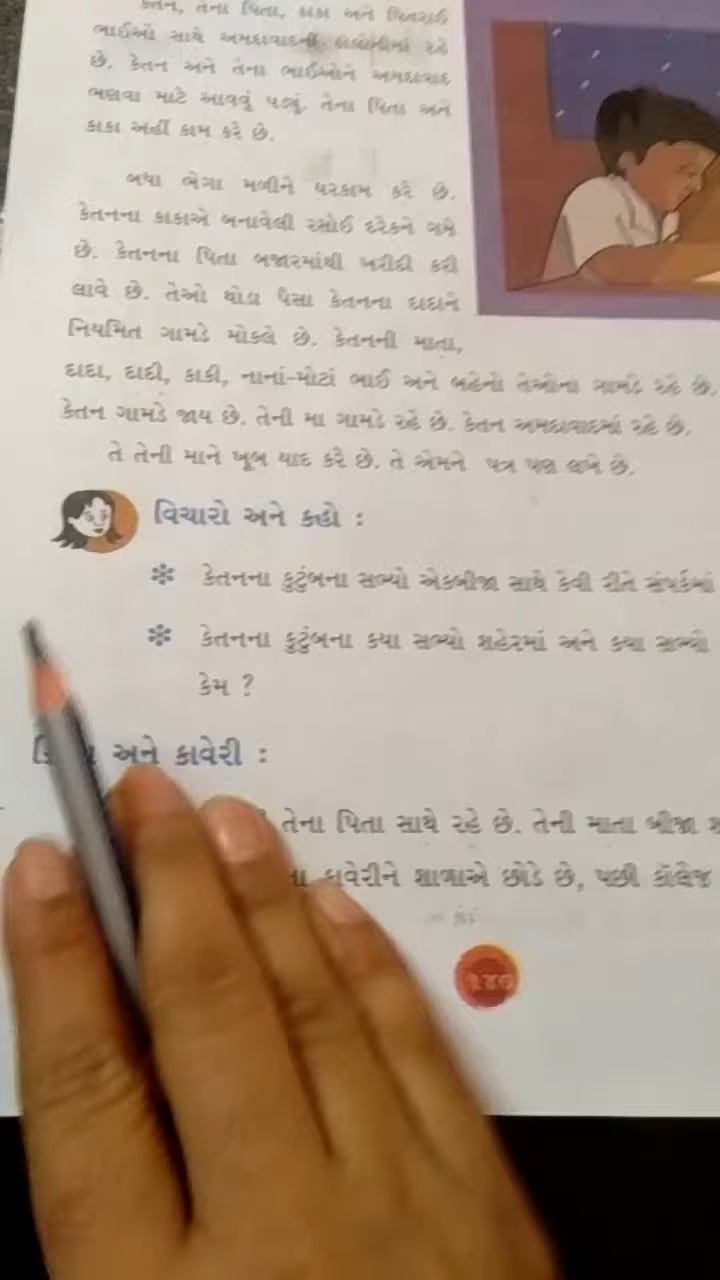 કેતન, તેના પિતા, કાકા અને પિતરાઈ
ભાઈઓ સાથે અમદાવાદની કાલોનીમાં રહે
છે. કેતન અને તેના ભાઈઓને અમદાવાદ
ભણવા માટે આવવું પડ્યું. તેના પિતા અને
કાકા અહીં કામ કરે છે.
બધા ભેગા મળીને ઘરકામ કરે છે.
કેતનના કાકાએ બનાવેલી રસોઈ દરેકને ગમે
છે. કેતનના પિતા બજારમાંથી ખરીદી કરી
લાવે છે. તેઓ થોડા પૈસા કેતનના દાદાને
નિયમિત ગામડે મોકલે છે. કેતનની માતા,
દાદા, દાદી, કાકી, નાનાં-મોટાં ભાઈ અને બહેનો તેઓના ગામડે રહે છે.
કેતન ગામડે જાય છે. તેની મા ગામડે રહે છે. કેતન અમદાવાદમાં રહે છે.
તે તેની માને ખૂબ યાદ કરે છે. તે એમને પત્ર પણ લખે છે.
વિચારો અને કહો :
❇ કેતનના કુટુંબના સભ્યો એકબીજા સાથે કેવી રીતે સંપર્કમાં
❇ કેતનના કુટુંબના ક્યા સભ્યો શહેરમાં અને ક્યા સભ્યો
કેમ ?
અને કાવેરી :
તેના પિતા સાથે રહે છે. તેની માતા બીજા
કાવેરીને શાળાએ છોડે છે, પછી કૉલેજ
૧૪૦